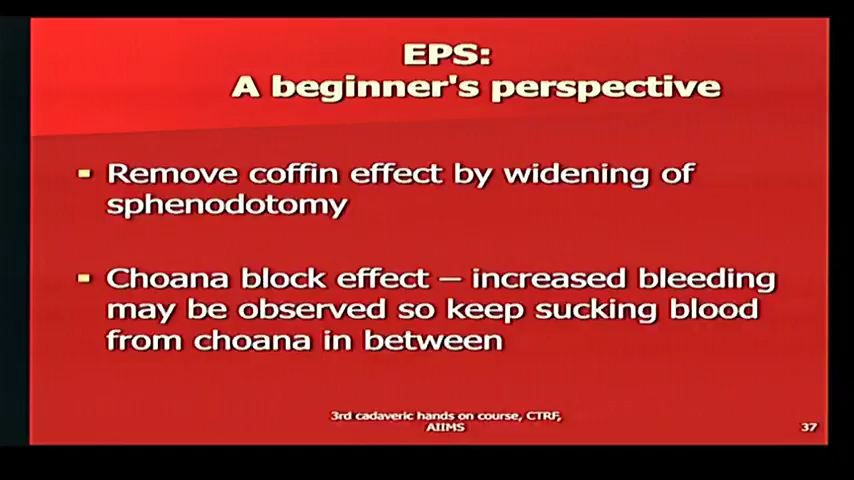 EPS:
A beginner's perspective
Remove coffin effect by widening of
sphenodotomy
Choana block effect – increased bleeding
may be observed so keep sucking blood
from choana in between
3rd cadaveric hands on course, CTRF,
AIIMS
37